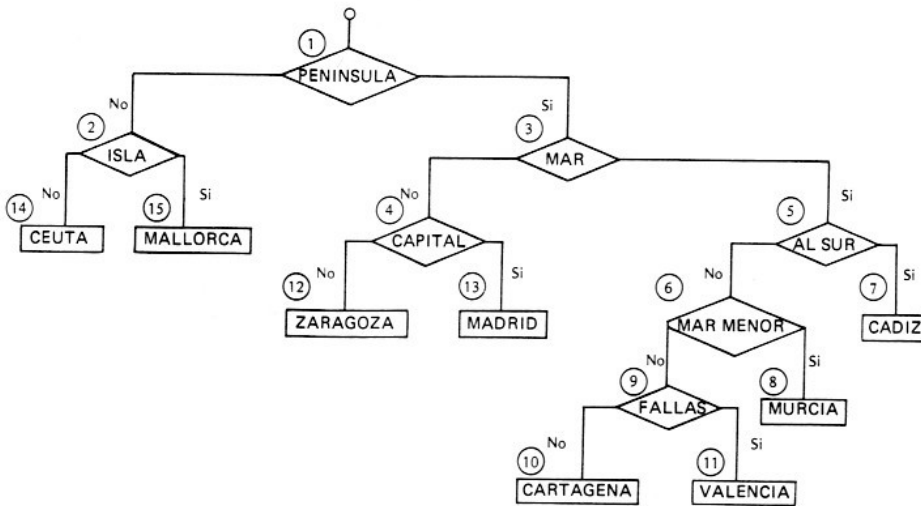 1
PENINSULA
No
Si
2
3
ISLA
MAR
No
Si
No
Si
14
15
4
5
CEUTA
MALLORCA
CAPITAL
AL SUR
No
Si
No
Si
12
13
6
7
ZARAGOZA
MADRID
MAR MENOR
CADIZ
No
Si
9
8
FALLAS
MURCIA
No
Si
10
11
CARTAGENA
VALENCIA